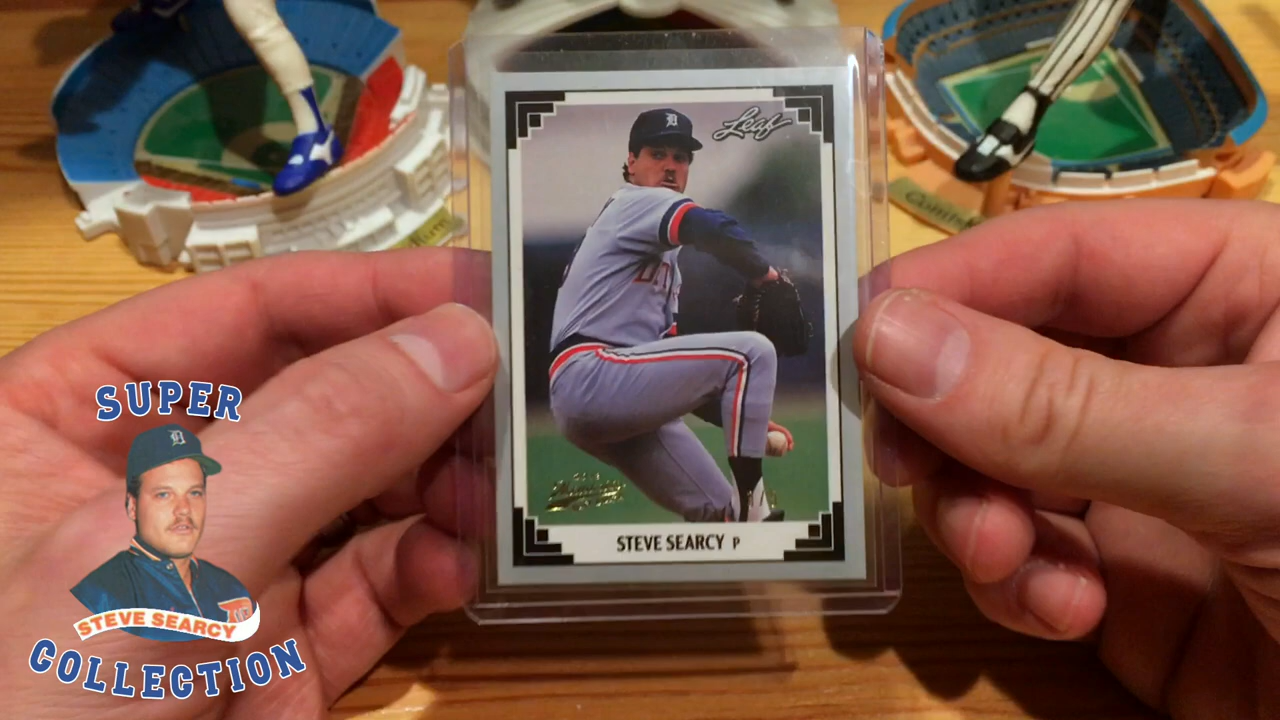 Leaf
STEVE SEARCY P
SUPER
STEVE SEARCY
COLLECTION